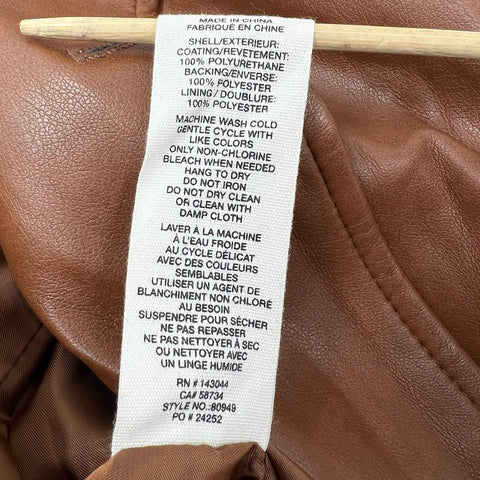 MADE IN CHINA
FABRIQUÉ EN CHINE
SHELL/EXTERIEUR:
COATING/REVETEMENT:
100% POLYURETHANE
BACKING/ENVERSE:
100% POLYESTER
LINING / DOUBLURE:
100% POLYESTER
MACHINE WASH COLD
GENTLE CYCLE WITH
LIKE COLORS
ONLY NON-CHLORINE
BLEACH WHEN NEEDED
HANG TO DRY
DO NOT IRON
DO NOT DRY CLEAN
OR CLEAN WITH
DAMP CLOTH
LAVER À LA MACHINE
À L'EAU FROIDE
AU CYCLE DÉLICAT
AVEC DES COULEURS
SEMBLABLES
UTILISER UN AGENT DE
BLANCHIMENT NON CHLORÉ
AU BESOIN
SUSPENDRE POUR SÉCHER
NE PAS REPASSER
NE PAS NETTOYER À SEC
OU NETTOYER AVEC
UN LINGE HUMIDE
RN # 143044
CA# 58734
STYLE NO.:80949
PO # 24252